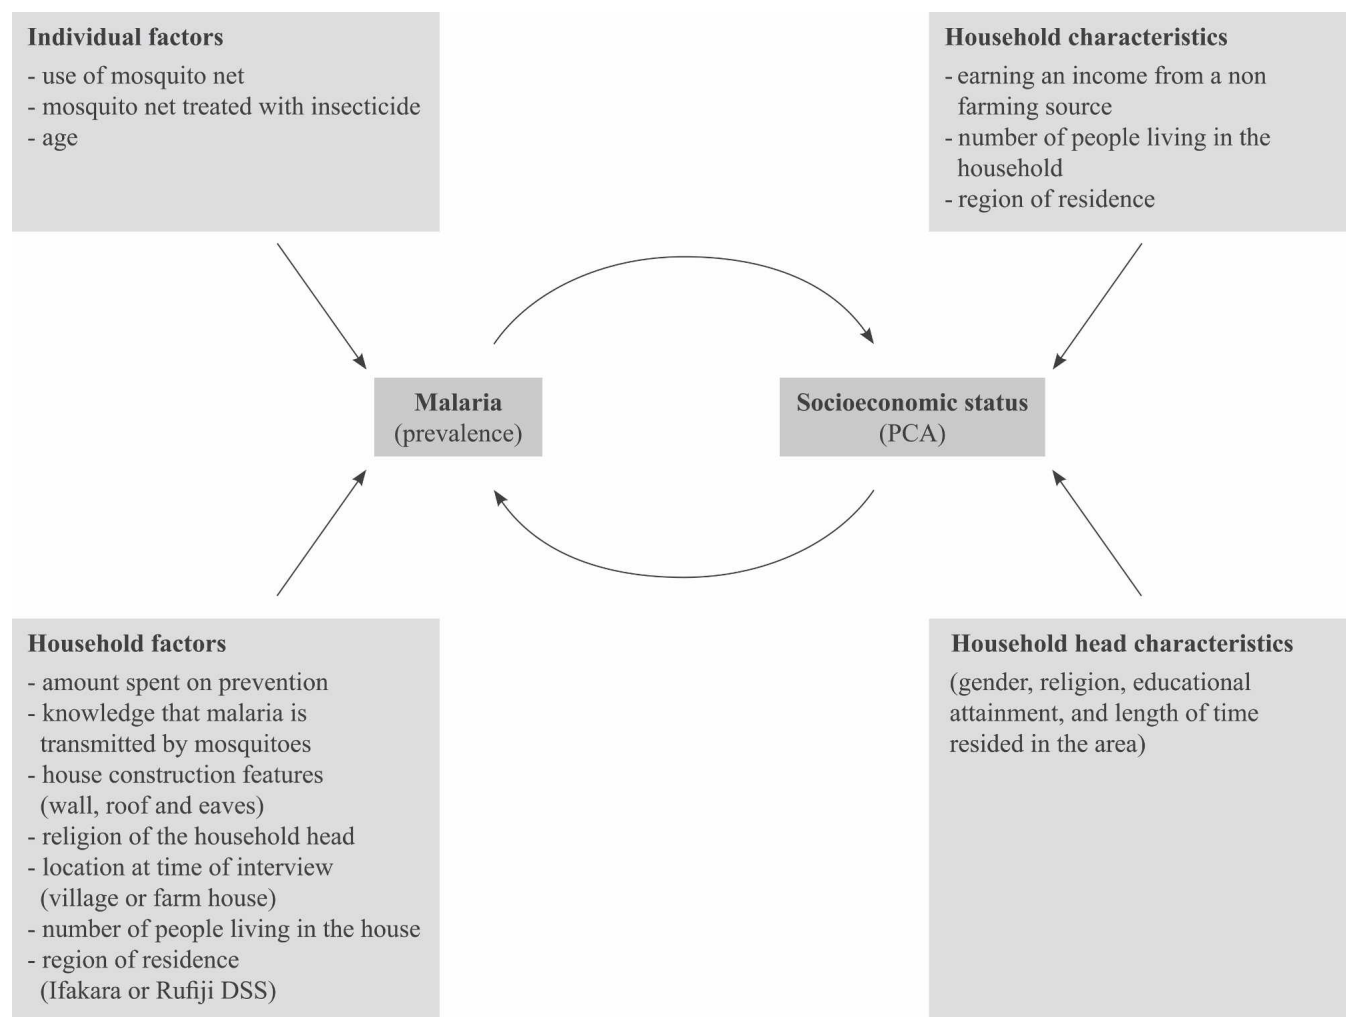 Individual factors
- use of mosquito net
- mosquito net treated with insecticide
- age
Household characteristics
- earning an income from a non
farming source
- number of people living in the
household
- region of residence
Malaria
(prevalence)
Socioeconomic status
(PCA)
Household factors
- amount spent on prevention
- knowledge that malaria is
transmitted by mosquitoes
- house construction features
(wall, roof and eaves)
- religion of the household head
- location at time of interview
(village or farm house)
- number of people living in the house
- region of residence
(Ifakara or Rufiji DSS)
Household head characteristics
(gender, religion, educational
attainment, and length of time
resided in the area)